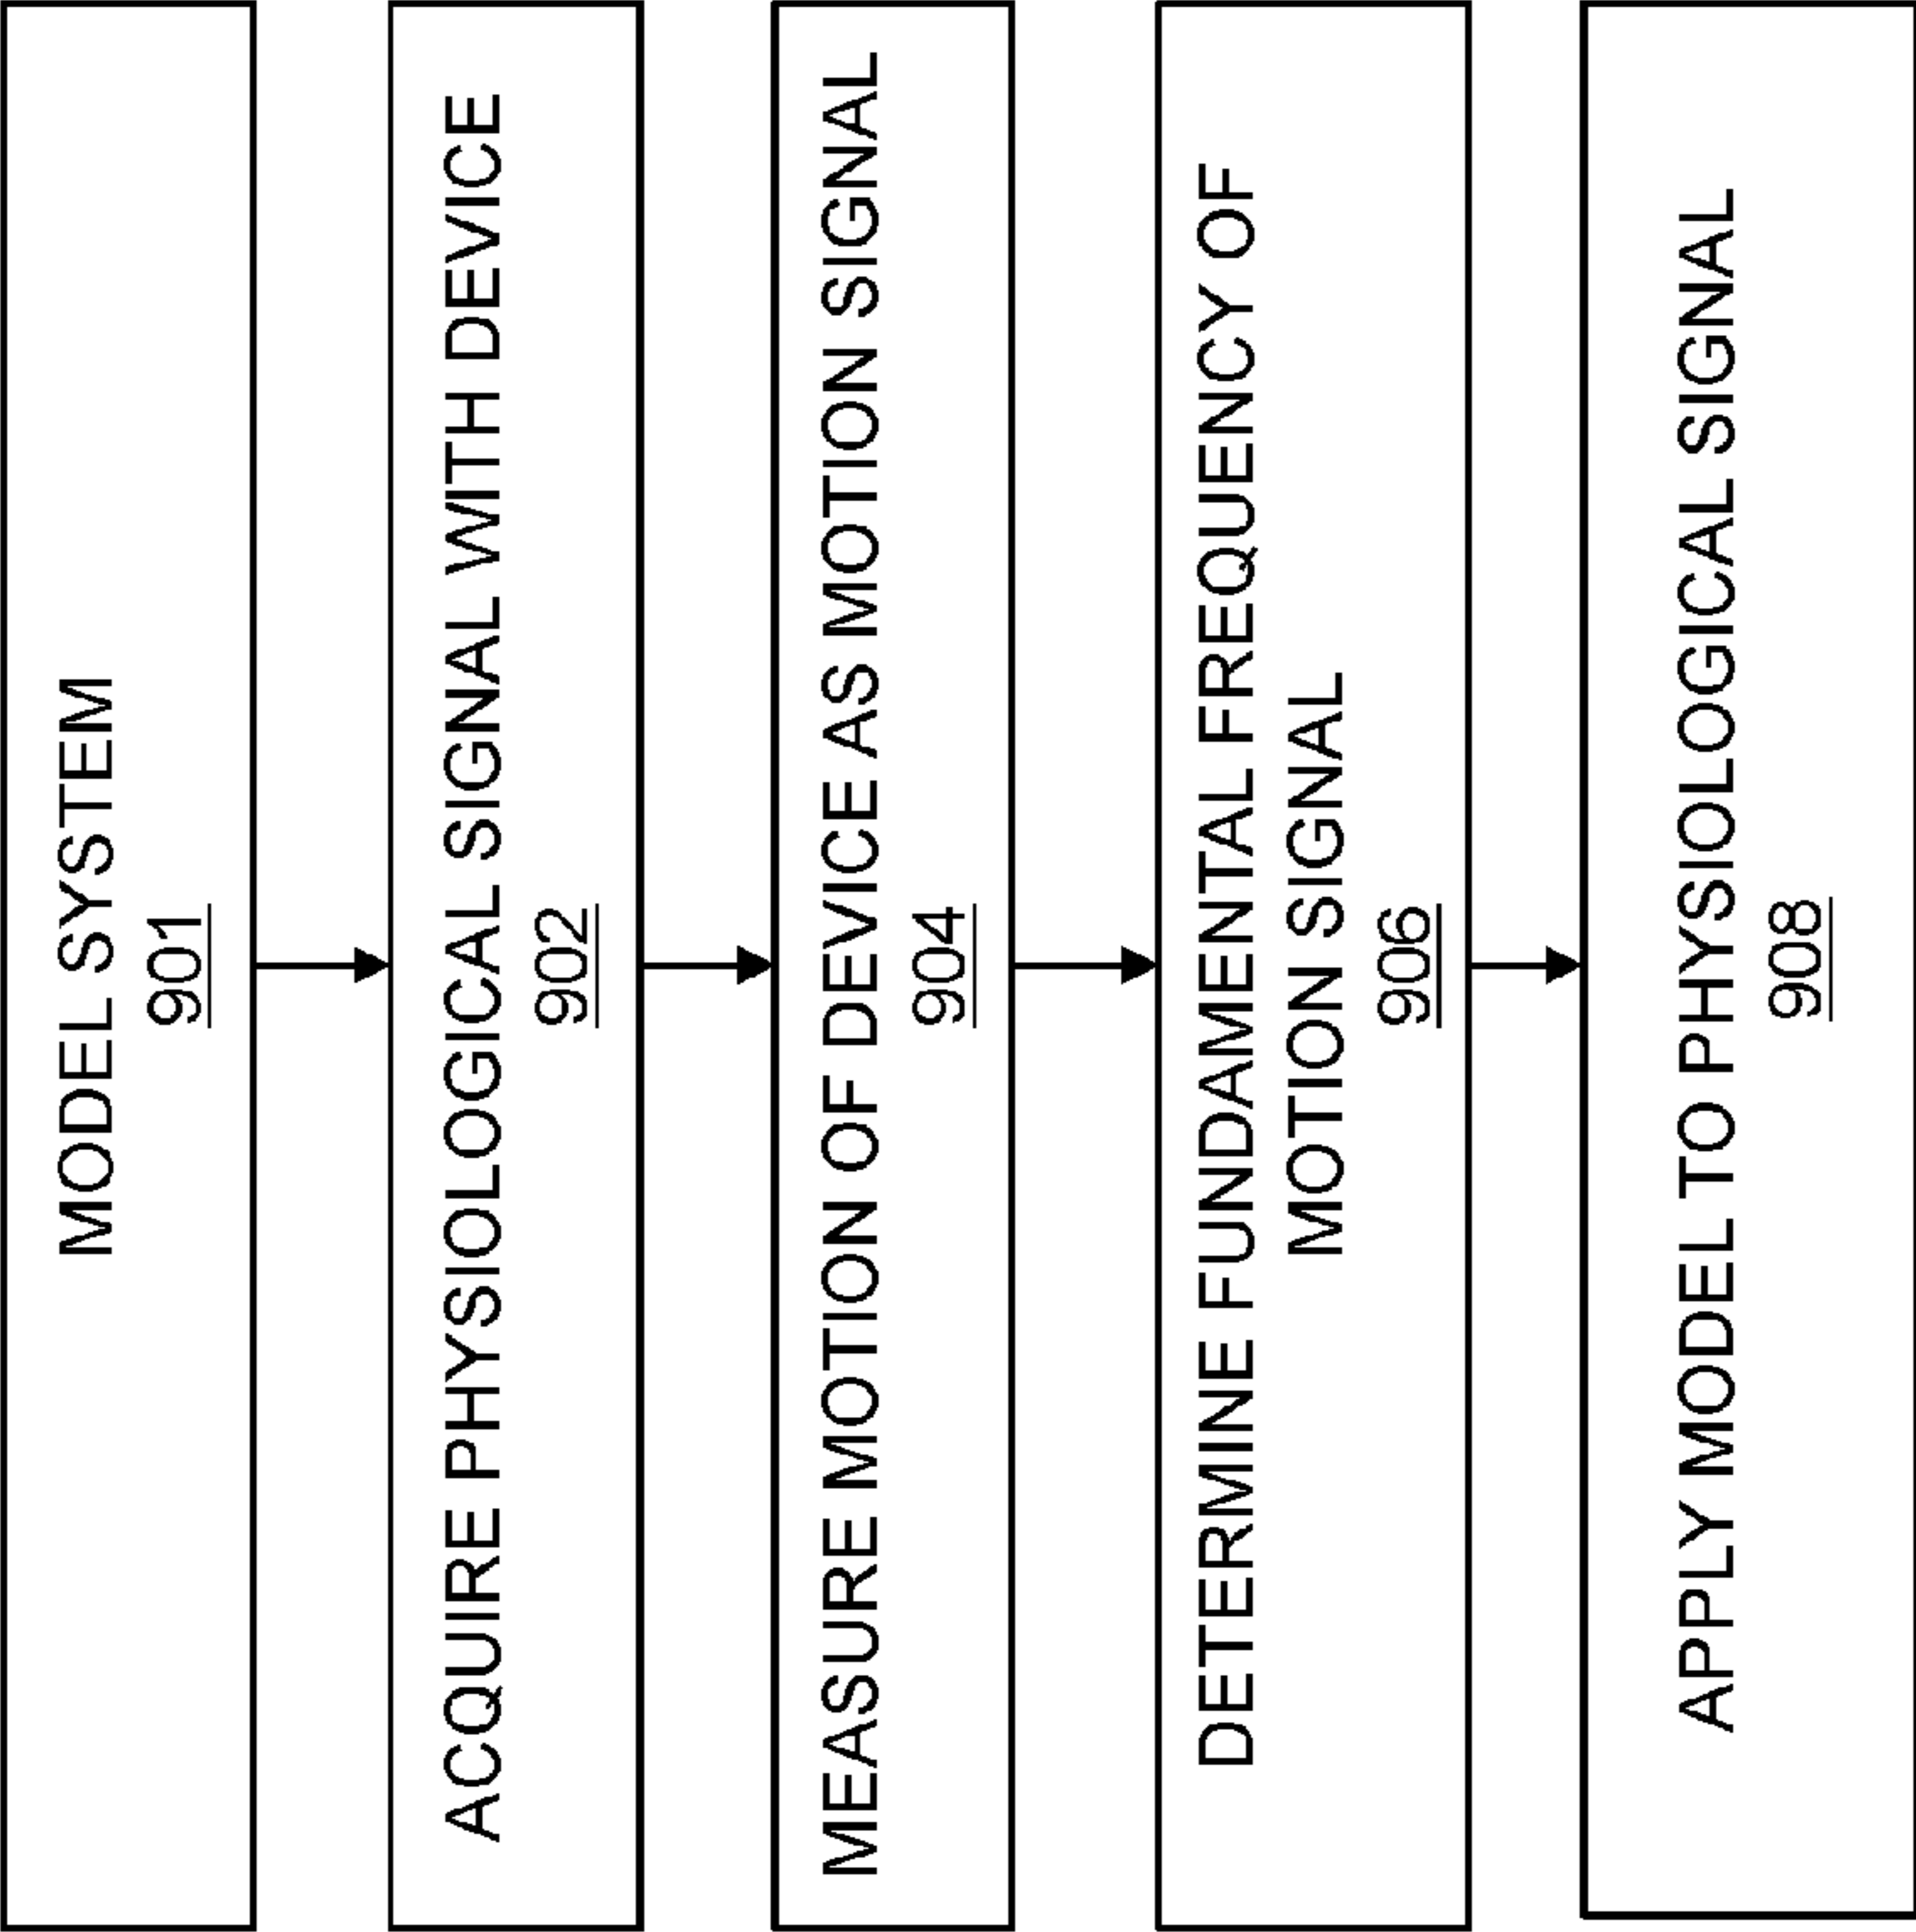 MODEL SYSTEM
901
ACQUIRE PHYSIOLOGICAL SIGNAL WITH DEVICE
902
MEASURE MOTION OF DEVICE AS MOTION SIGNAL
904
DETERMINE FUNDAMENTAL FREQUENCY OF
MOTION SIGNAL
906
APPLY MODEL TO PHYSIOLOGICAL SIGNAL
908